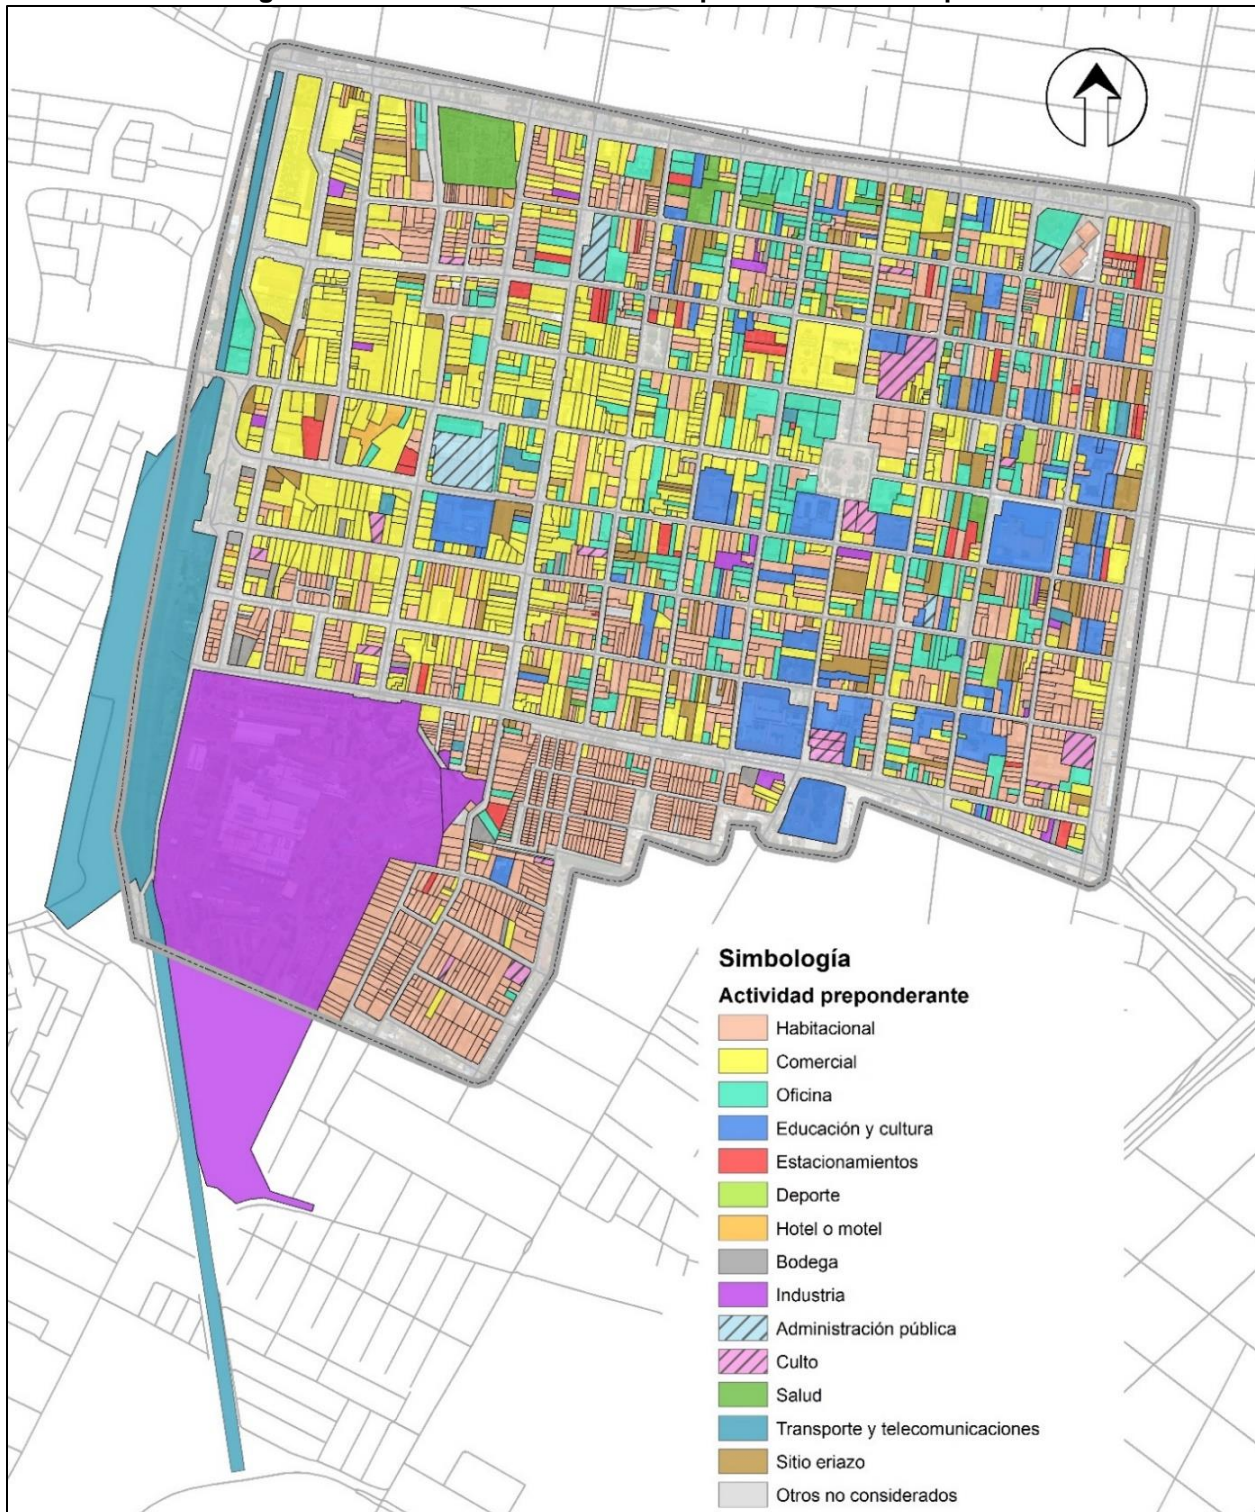 Simbología
Actividad preponderante
Habitacional
Comercial
Oficina
Educación y cultura
Estacionamientos
Deporte
Hotel o motel
Bodega
Industria
Administración pública
Culto
Salud
Transporte y telecomunicaciones
Sitio eriazo
Otros no considerados